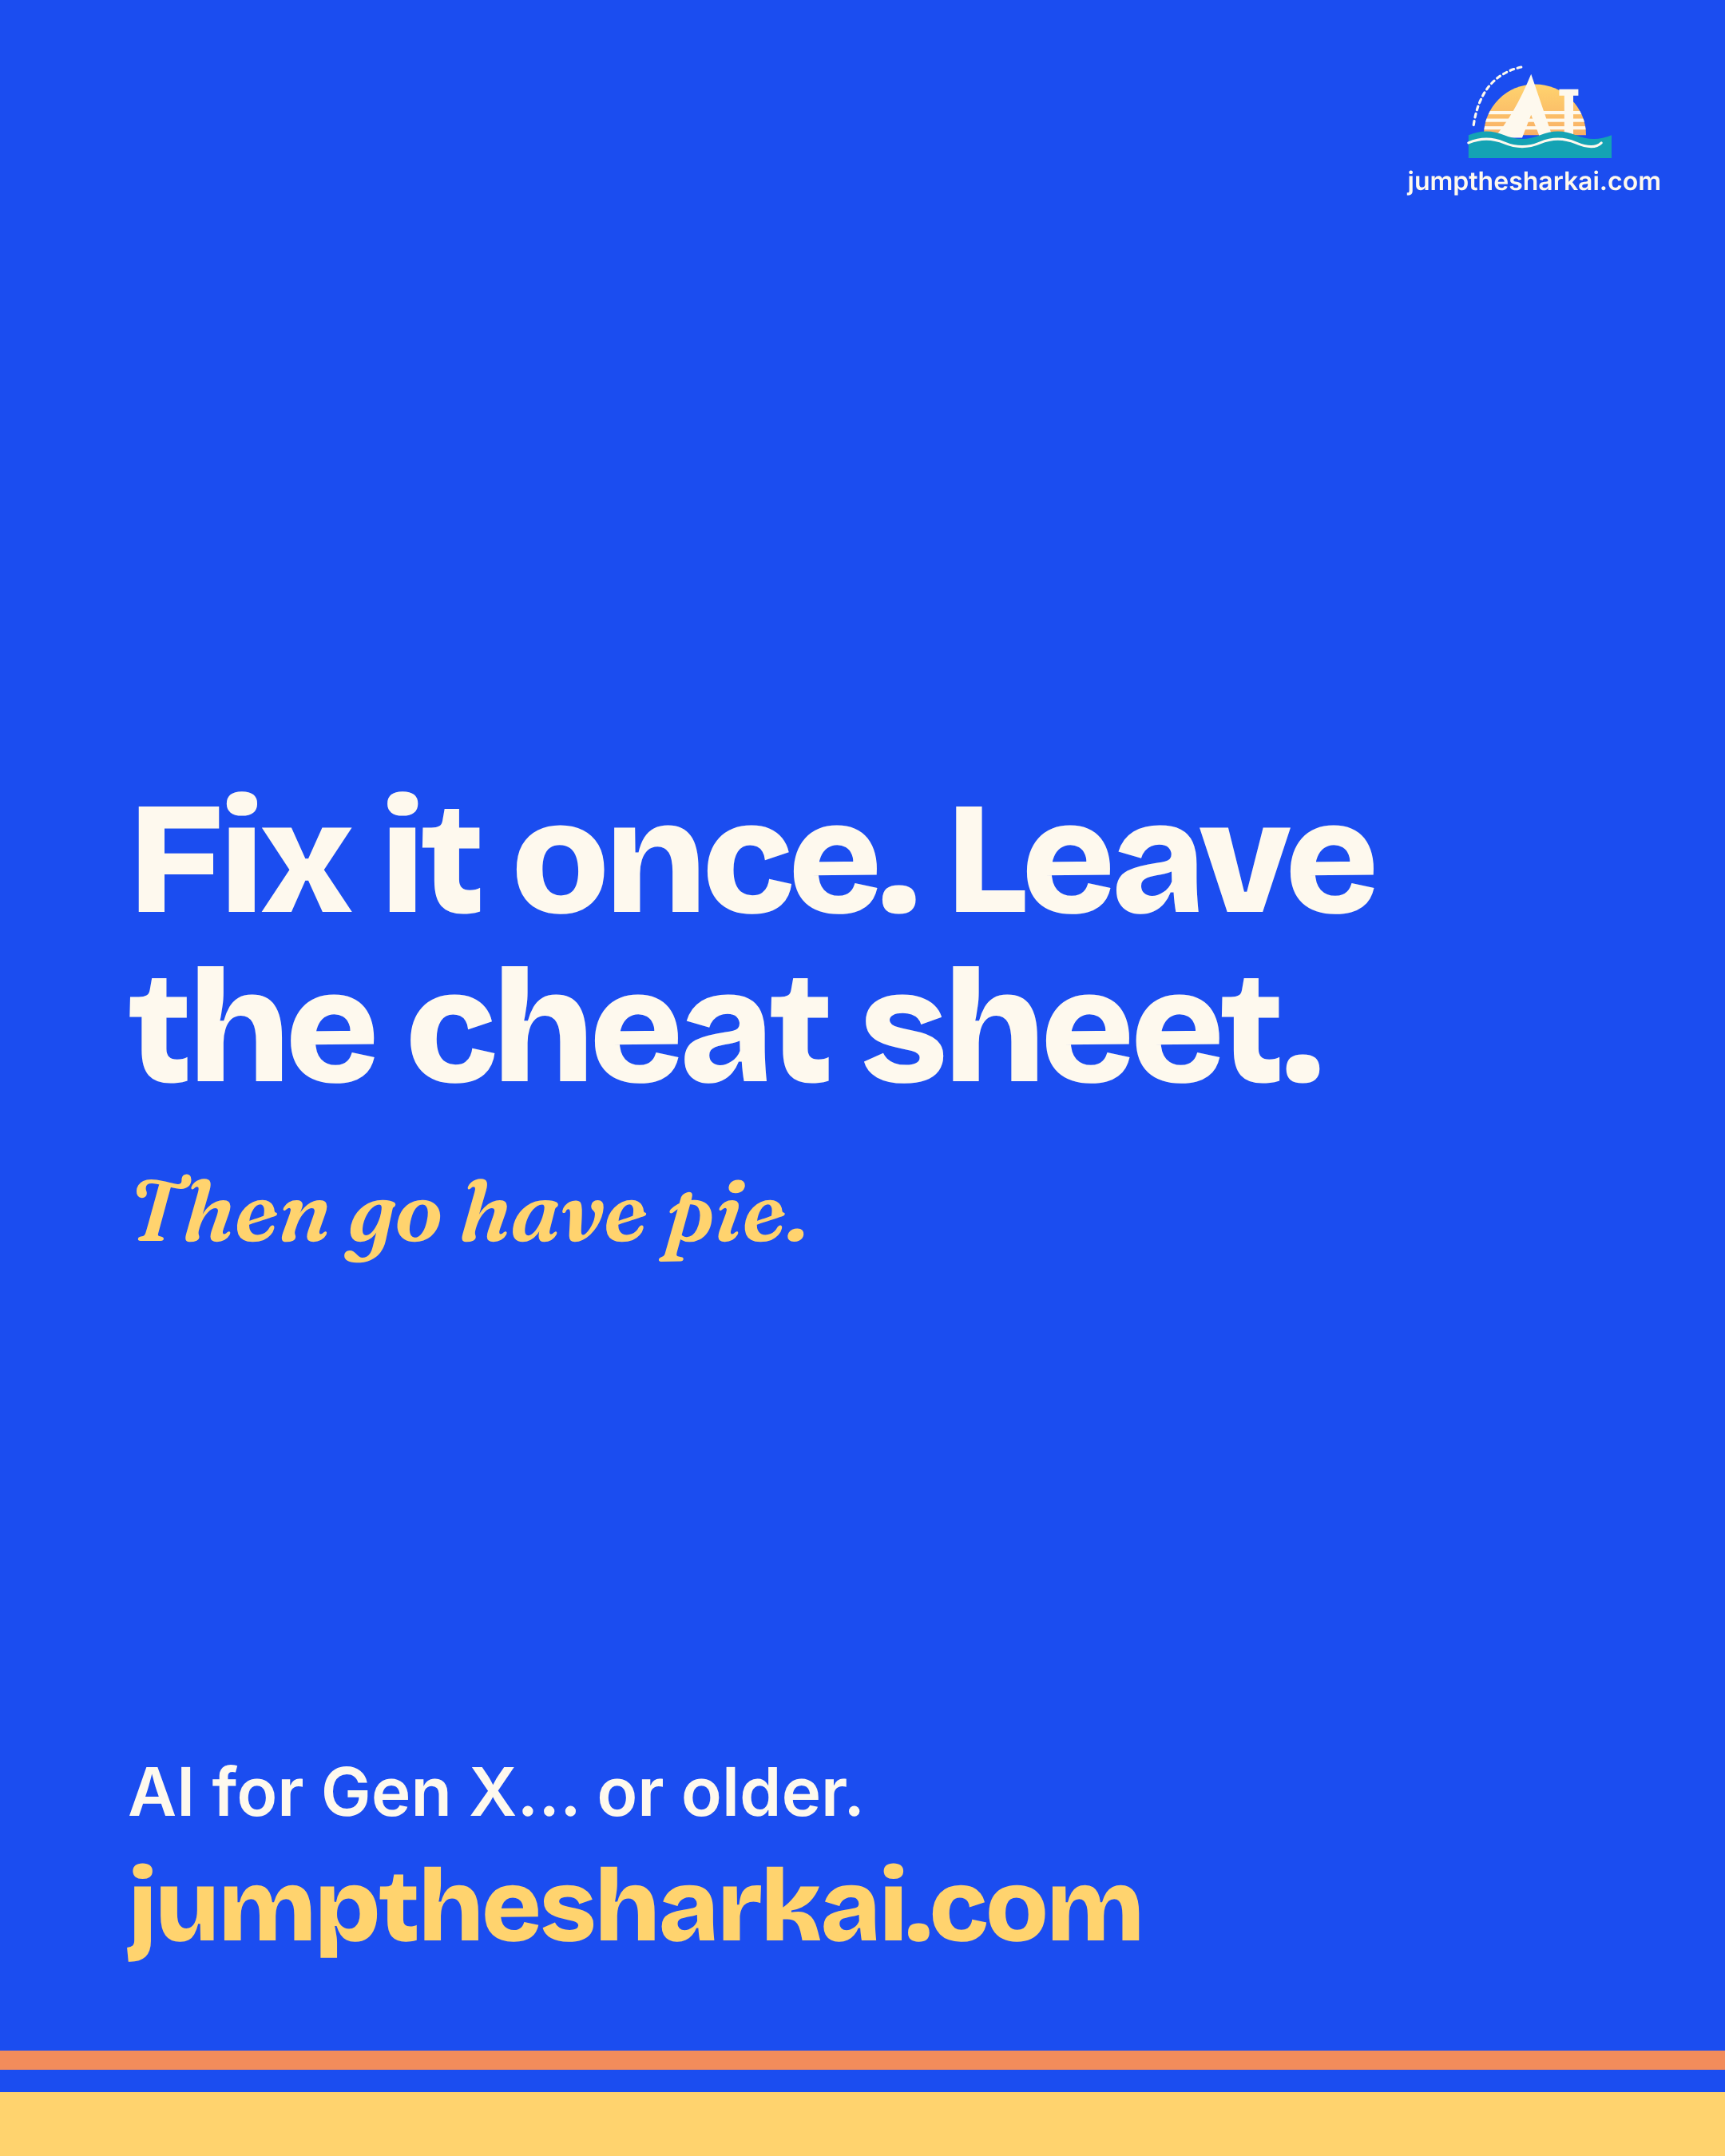 AI
jumpthesharkai.com
Fix it once. Leave
the cheat sheet.
Then go have pie.
AI for Gen X... or older.
jumpthesharkai.com